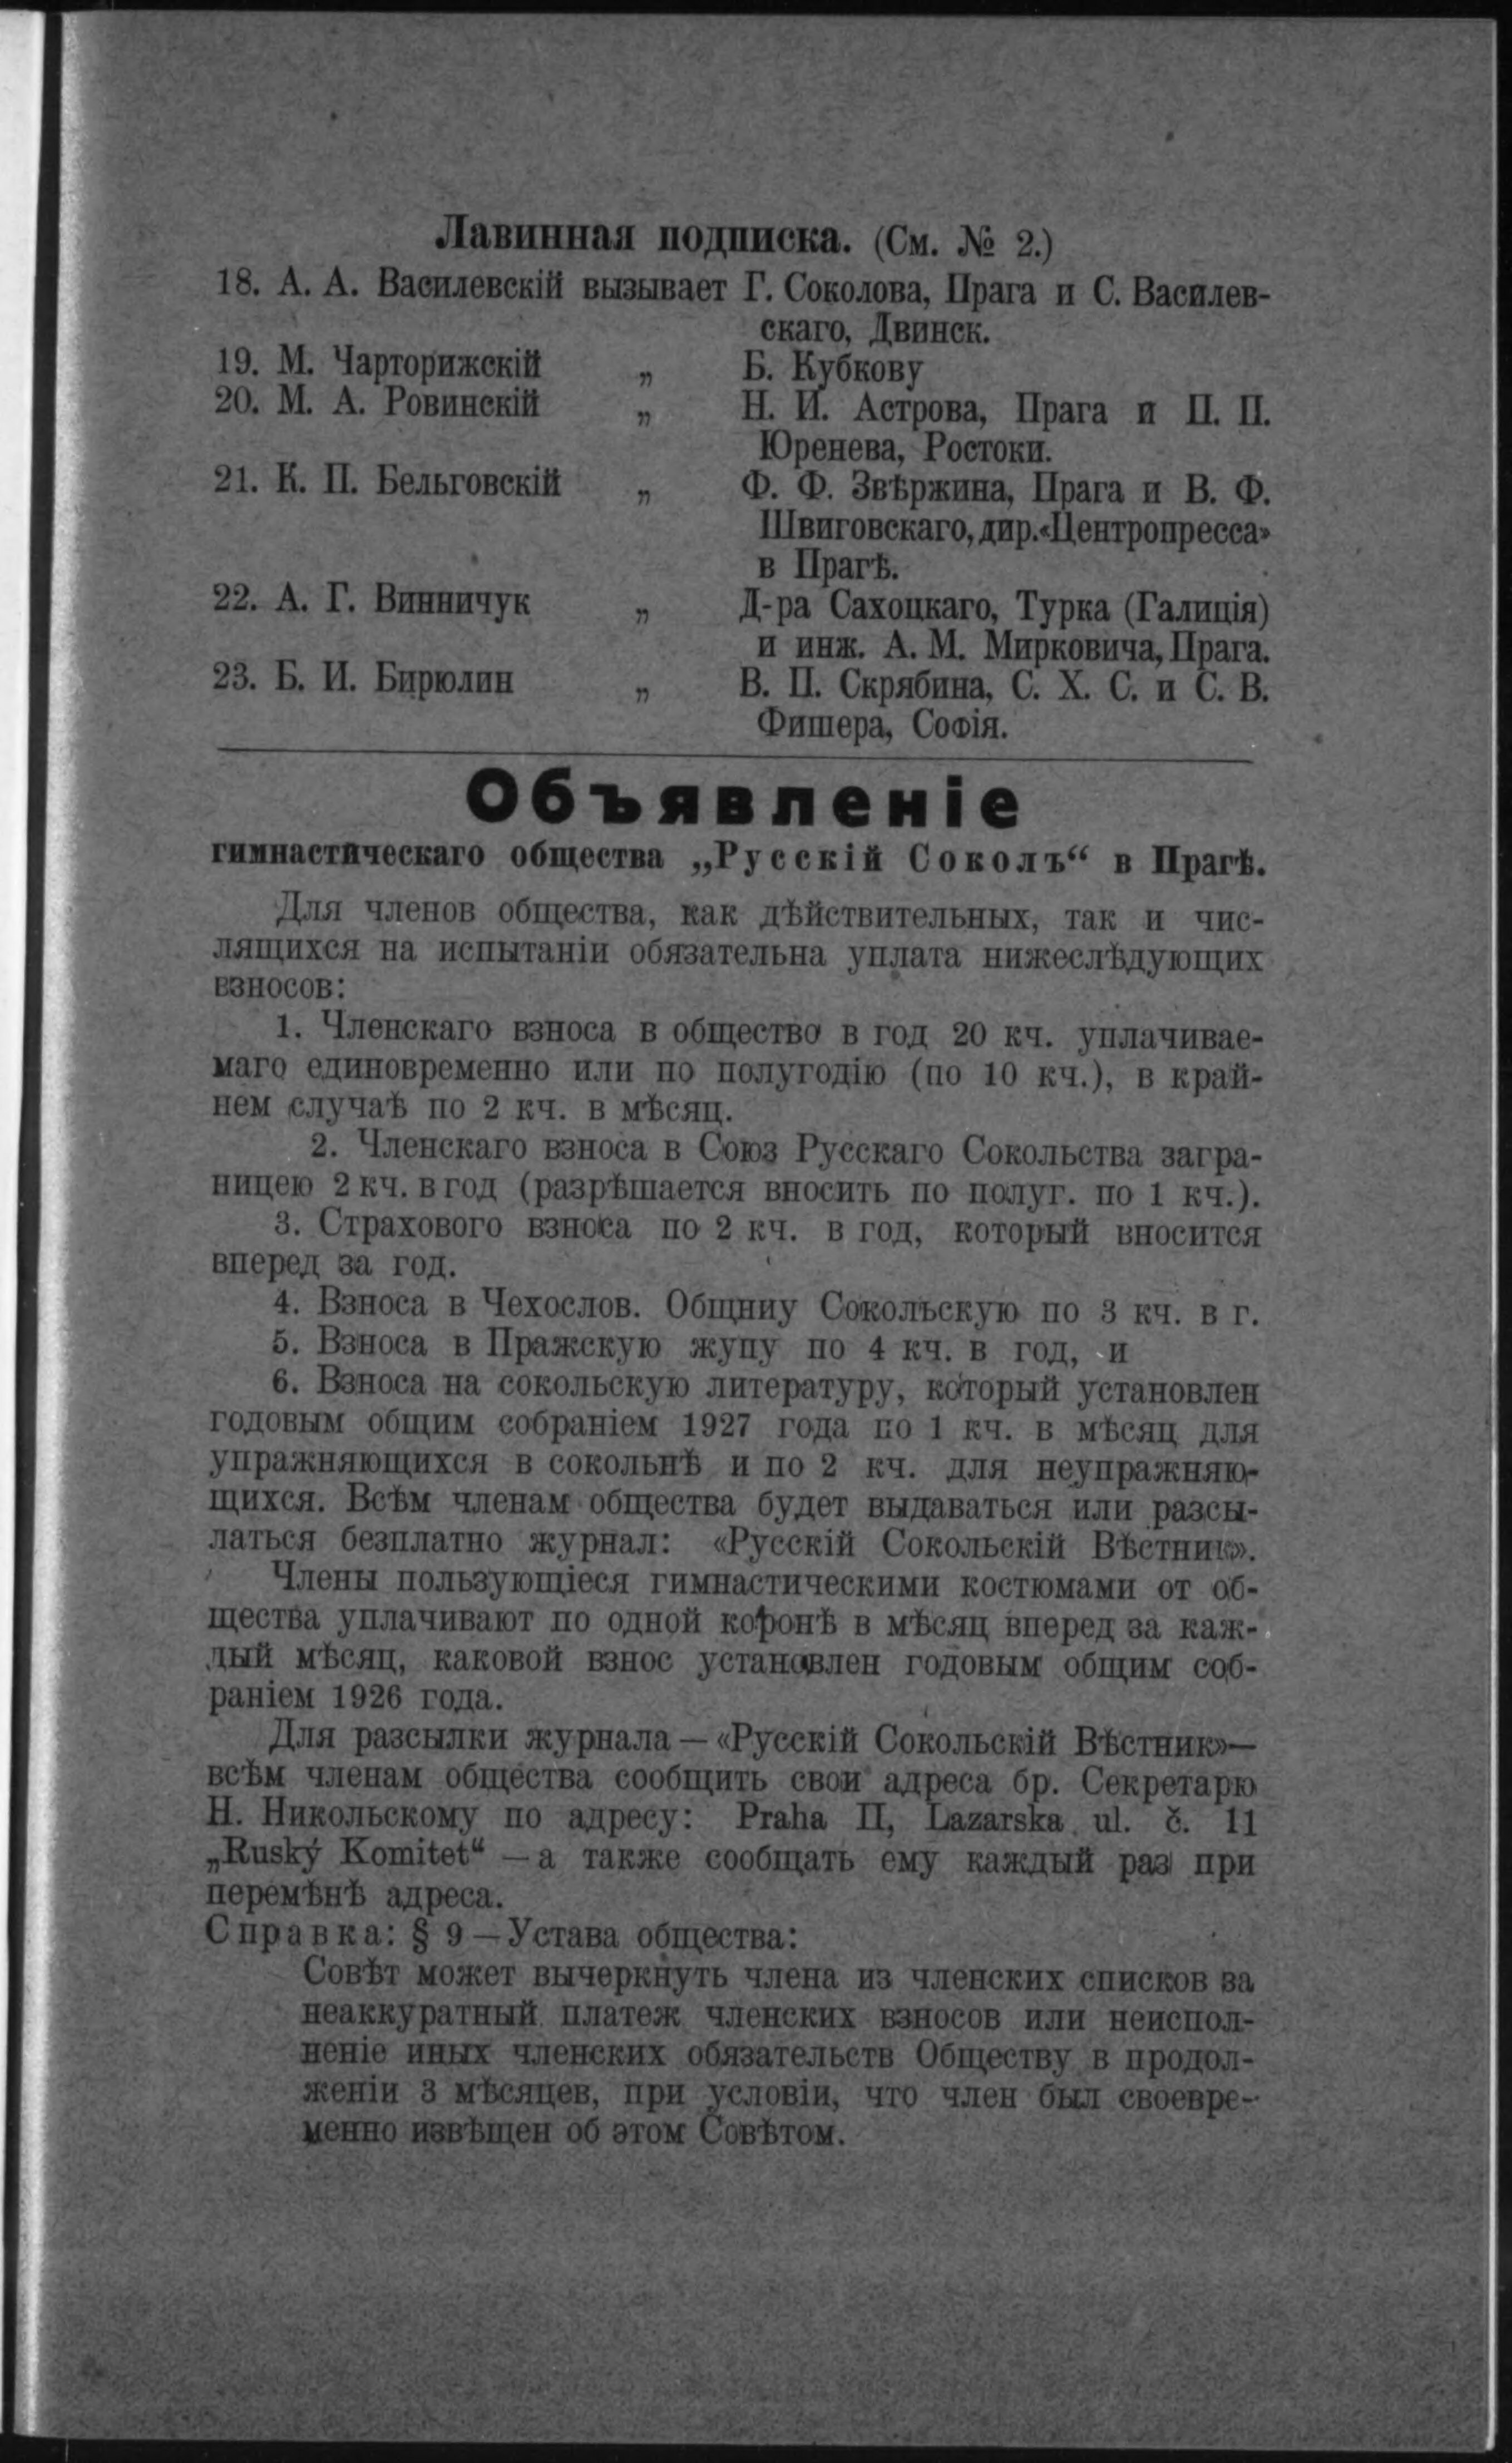 Лавинная подписка. (См. № 2.)
18. А. А. Василевскій вызывает Г. Соколова, Прага и С. Василев-
скаго, Двинск.
19. М. Чарторижскій „ Б. Кубкову
20. М. А. Ровинскій „ Н. И. Астрова, Прага и П. П.
Юренева, Ростоки.
21. К. П. Бельговскій „ Ф. Ф. Звѣржина, Прага и В. Ф.
Швиговскаго, дир. «Центропресса»
в Прагѣ.
22. А. Г. Винничук „ Д-ра Сахоцкаго, Турка (Галиція)
и инж. А. М. Мирковича, Прага.
23. Б. И. Бирюлин „ В. П. Скрябина, С. Х. С. и С. В.
Фишера, Соѳія.
Объявленіе
гимнастическаго общества „Русскій Соколъ“ в Прагѣ.
Для членов общества, как дѣйствительных, так и чис-
лящихся на испытаніи обязательна уплата нижеслѣдующих
взносов:
1. Членскаго взноса в общество в год 20 кч. уплачивае-
маго единовременно или по полугодію (по 10 кч.), в край-
нем случаѣ по 2 кч. в мѣсяц.
2. Членскаго взноса в Союз Русскаго Сокольства загра-
ницею 2 кч. в год (разрѣшается вносить по полуг. по 1 кч.).
3. Страхового взноса по 2 кч. в год, который вносится
вперед за год.
4. Взноса в Чехослов. Общниу Сокольскую по 3 кч. в г.
5. Взноса в Пражскую жупу по 4 кч. в год, и
6. Взноса на сокольскую литературу, который установлен
годовым общим собраніем 1927 года по 1 кч. в мѣсяц для
упражняющихся в сокольнѣ и по 2 кч. для неупражняю-
щихся. Всѣм членам общества будет выдаваться или разсы-
латься безплатно журнал: «Русскій Сокольскій Вѣстник».
Члены пользующіеся гимнастическими костюмами от об-
щества уплачивают по одной коронѣ в мѣсяц вперед за каж-
дый мѣсяц, каковой взнос установлен годовым общим соб-
раніем 1926 года.
Для разсылки журнала — «Русскій Сокольскій Вѣстник»—
всѣм членам общества сообщить свои адреса бр. Секретарю
Н. Никольскому по адресу: Praha II, Lazarska ul. č. 11
„Ruský Komitet“ — а также сообщать ему каждый раз при
перемѣнѣ адреса.
Справка: § 9 — Устава общества:
Совѣт может вычеркнуть члена из членских списков за
неаккуратный платеж членских взносов или неиспол-
неніе иных членских обязательств Обществу в продол-
женіи 3 мѣсяцев, при условіи, что член был своевре-
менно извѣщен об этом Совѣтом.